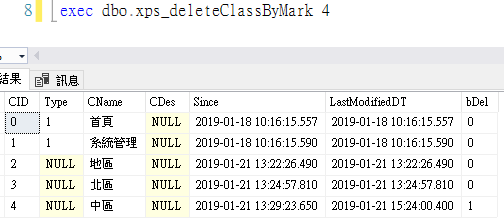 8 exec dbo.xps_deleteClassByMark 4
%
結果 訊息
CID Type CName CDes Since LastModifiedDT bDel
0 1 首頁 NULL 2019-01-18 10:16:15.557 2019-01-18 10:16:15.557 0
1 1 系統管理 NULL 2019-01-18 10:16:15.590 2019-01-18 10:16:15.590 0
2 NULL 地區 NULL 2019-01-21 13:22:26.490 2019-01-21 13:22:26.490 0
3 NULL 北區 NULL 2019-01-21 13:24:57.810 2019-01-21 13:24:57.810 0
4 NULL 中區 NULL 2019-01-21 13:29:23.650 2019-01-21 15:24:00.400 1